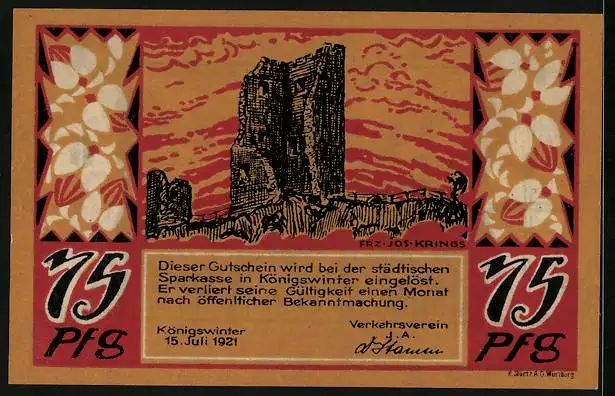 FRZ·JOS·KRINGS
Dieser Gutschein wird bei der städtischen
Sparkasse in Königswinter eingelöst.
Er verliert seine Gültigkeit einen Monat
nach öffentlicher Bekanntmachung.
Königswinter
15. Juli 1921
Verkehrsverein
J.A.
75
Pfg
75
Pfg